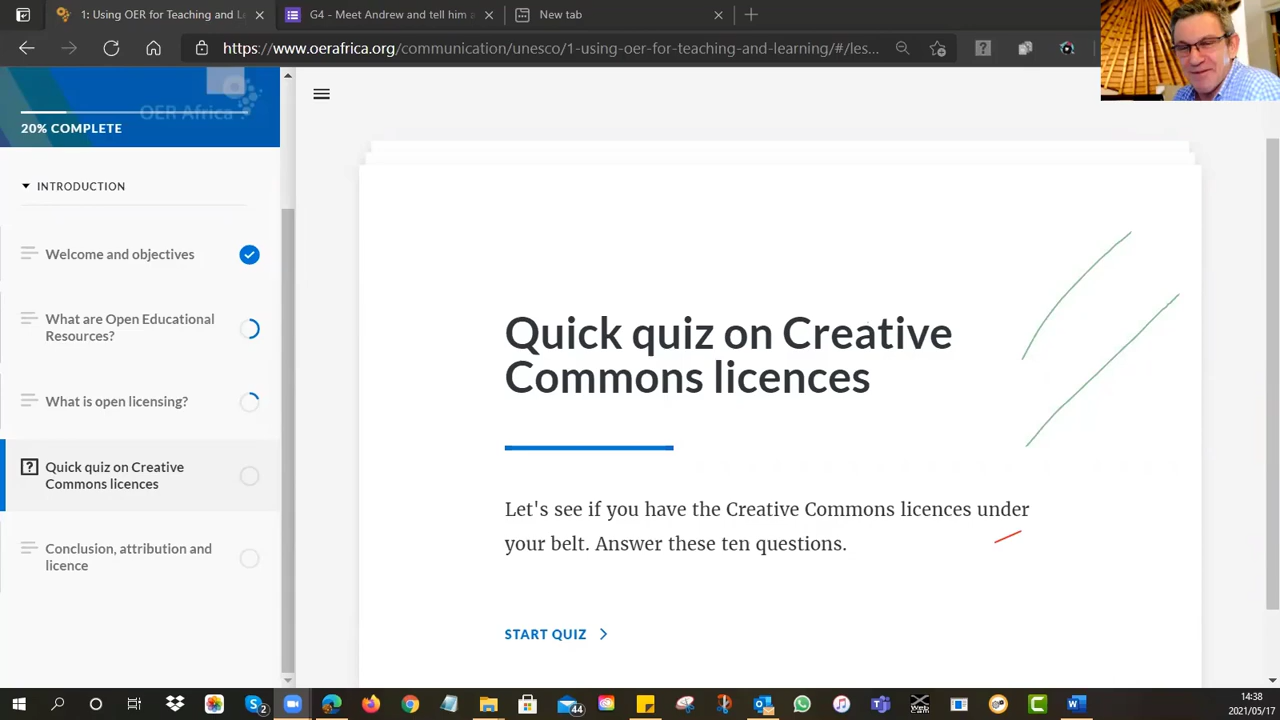 1: Using OER for Teaching and Le
G4 - Meet Andrew and tell him a
New tab
https://www.oerafrica.org/communication/unesco/1-using-oer-for-teaching-and-learning/#/les...
OER Africa
20% COMPLETE
INTRODUCTION
Welcome and objectives
What are Open Educational
Resources?
What is open licensing?
Quick quiz on Creative
Commons licences
Conclusion, attribution and
licence
Quick quiz on Creative
Commons licences
Let's see if you have the Creative Commons licences under
your belt. Answer these ten questions.
START QUIZ
2
44
14:38
2021/05/17